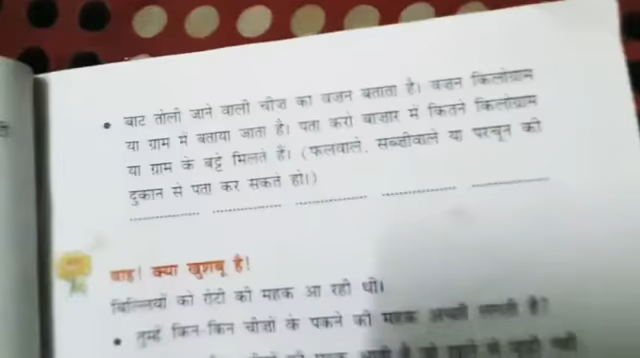 बाट तोली जाने वाली चीज़ का वज़न बताता है। वज़न किलोग्राम
या ग्राम में बताया जाता है। पता करो बाज़ार में कितने किलोग्राम
या ग्राम के बट्टे मिलते हैं। (फलवाले, सब्ज़ीवाले या परचून की
दुकान से पता कर सकते हो।)
वाह! क्या खुशबू है!
बिल्लियों को रोटी की महक आ रही थी।
तुम्हें किन-किन चीज़ों के पकने की महक अच्छी लगती है?